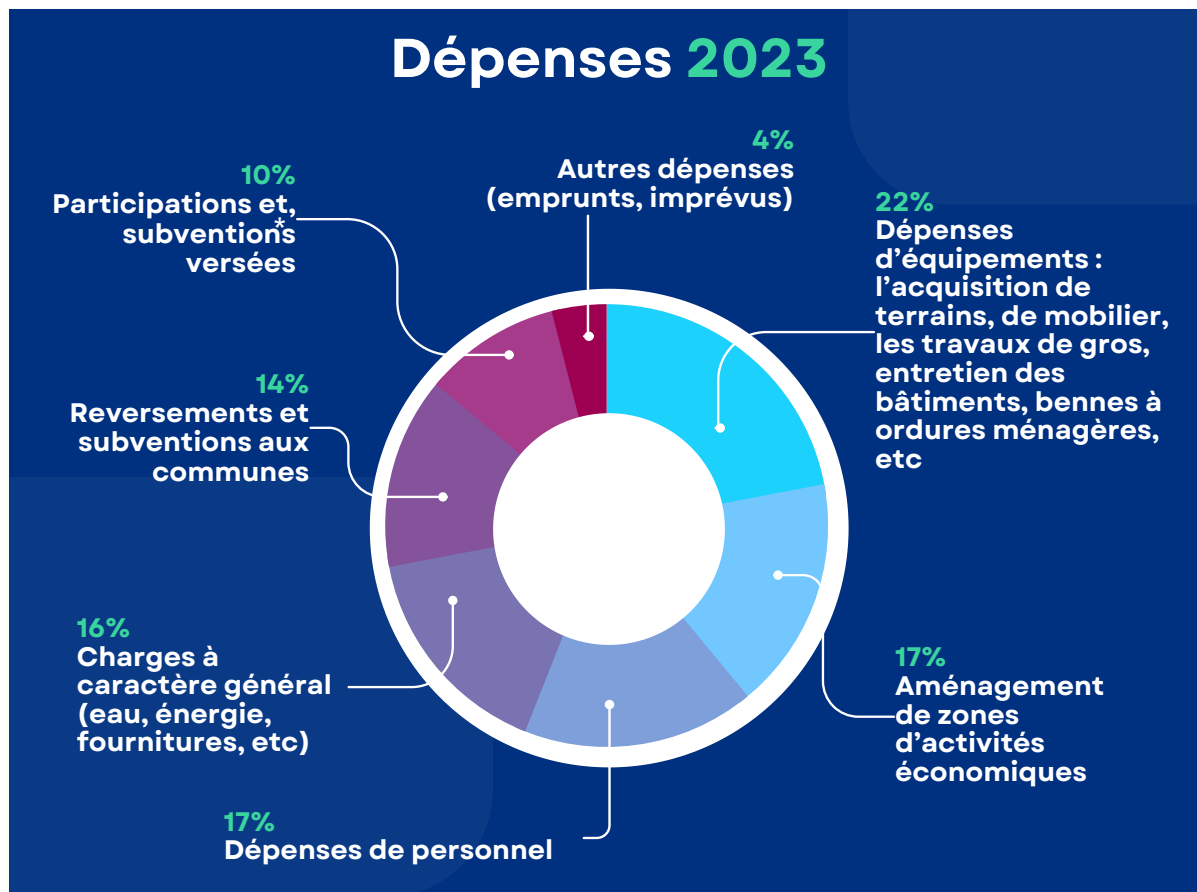 Dépenses 2023
4%
Autres dépenses
(emprunts, imprévus)
10%
Participations et,
subventions*
versées
22%
Dépenses
d'équipements :
l'acquisition de
terrains, de mobilier,
les travaux de gros,
entretien des
bâtiments, bennes à
ordures ménagères,
etc
14%
Reversements et
subventions aux
communes
16%
Charges à
caractère général
(eau, énergie,
fournitures, etc)
17%
Aménagement
de zones
d'activités
économiques
17%
Dépenses de personnel